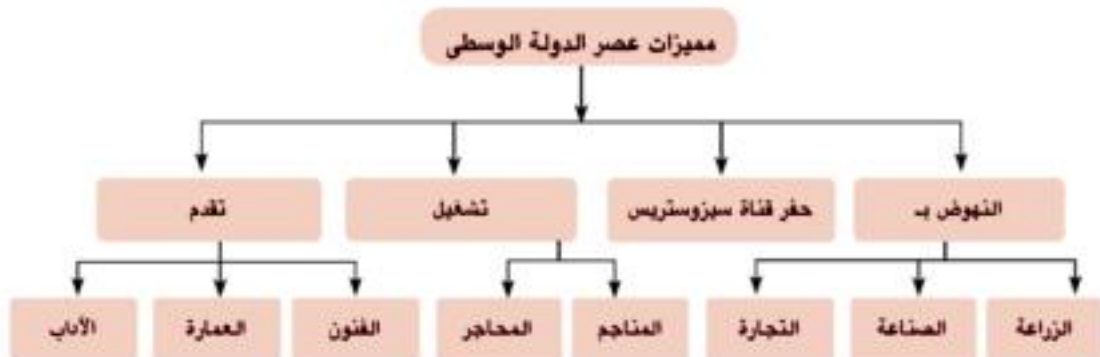 مميزات عصر الدولة الوسطى
النهوض بـ
حفر قناة سيزوستريس
تشغيل
تقدم
الزراعة
الصناعة
التجارة
المناجم
المحاجر
الفنون
العمارة
الآداب